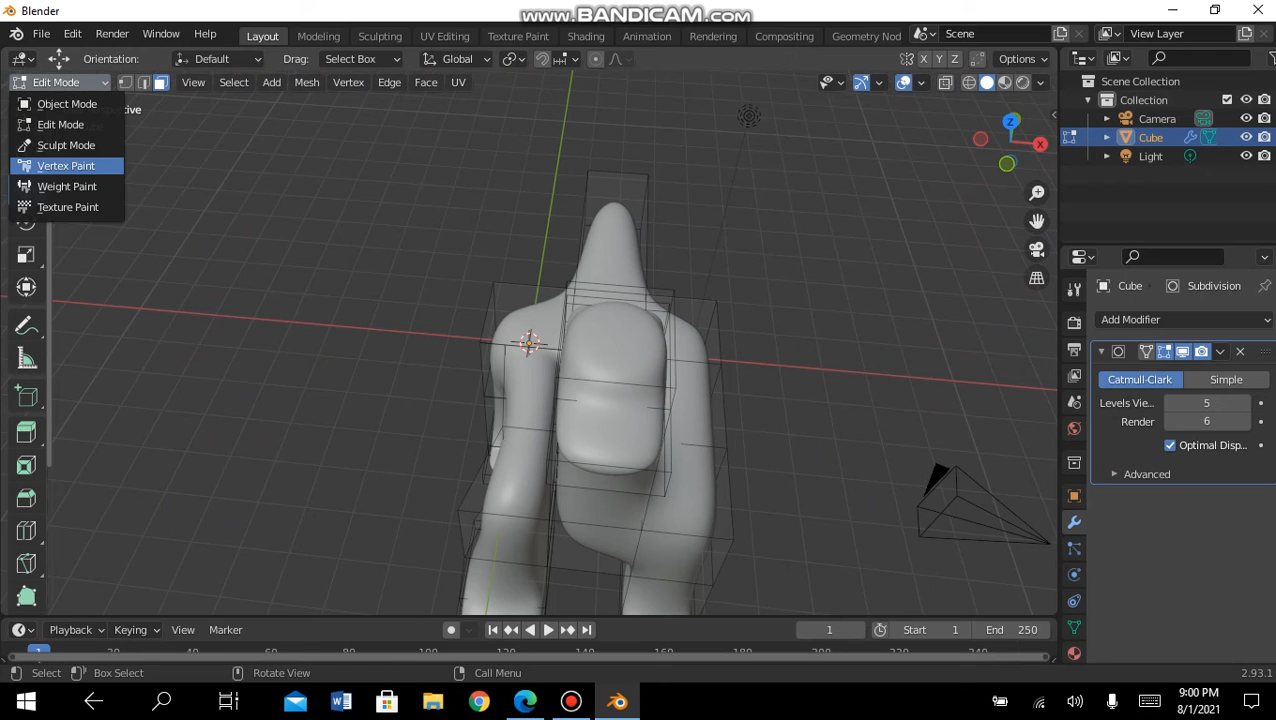 Blender
www.BANDICAM.com
File Edit Render Window Help Layout Modeling Sculpting UV Editing Texture Paint Shading Animation Rendering Compositing Geometry Nod Scene View Layer
Orientation: Default Drag: Select Box Global X Y Z Options
Edit Mode View Select Add Mesh Vertex Edge Face UV
Scene Collection
Object Mode
Collection
Edit Mode
Camera
Sculpt Mode
Cube
Vertex Paint
Light
Weight Paint
Texture Paint
Z
X
Cube Subdivision
Add Modifier
Catmull-Clark Simple
Levels Vie... 5
Render 6
Optimal Disp...
Advanced
Playback Keying View Marker 1 Start 1 End 250
1 20
Select Box Select Rotate View Call Menu 2.93.1
9:00 PM
8/1/2021